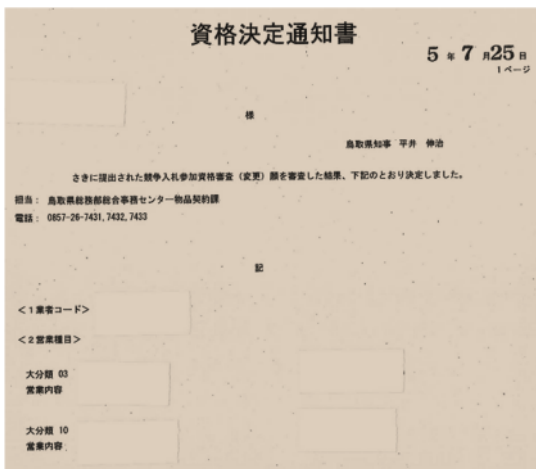 資格決定通知書
5年7月25日
1ページ
様
鳥取県知事 平井 伸治
さきに提出された競争入札参加資格審査(変更)願を審査した結果、下記のとおり決定しました。
担当: 鳥取県総務部総合事務センター物品契約課
電話: 0857-26-7431,7432,7433
記
<1業者コード>
<2営業種目>
大分類 03
営業内容
大分類 10
営業内容